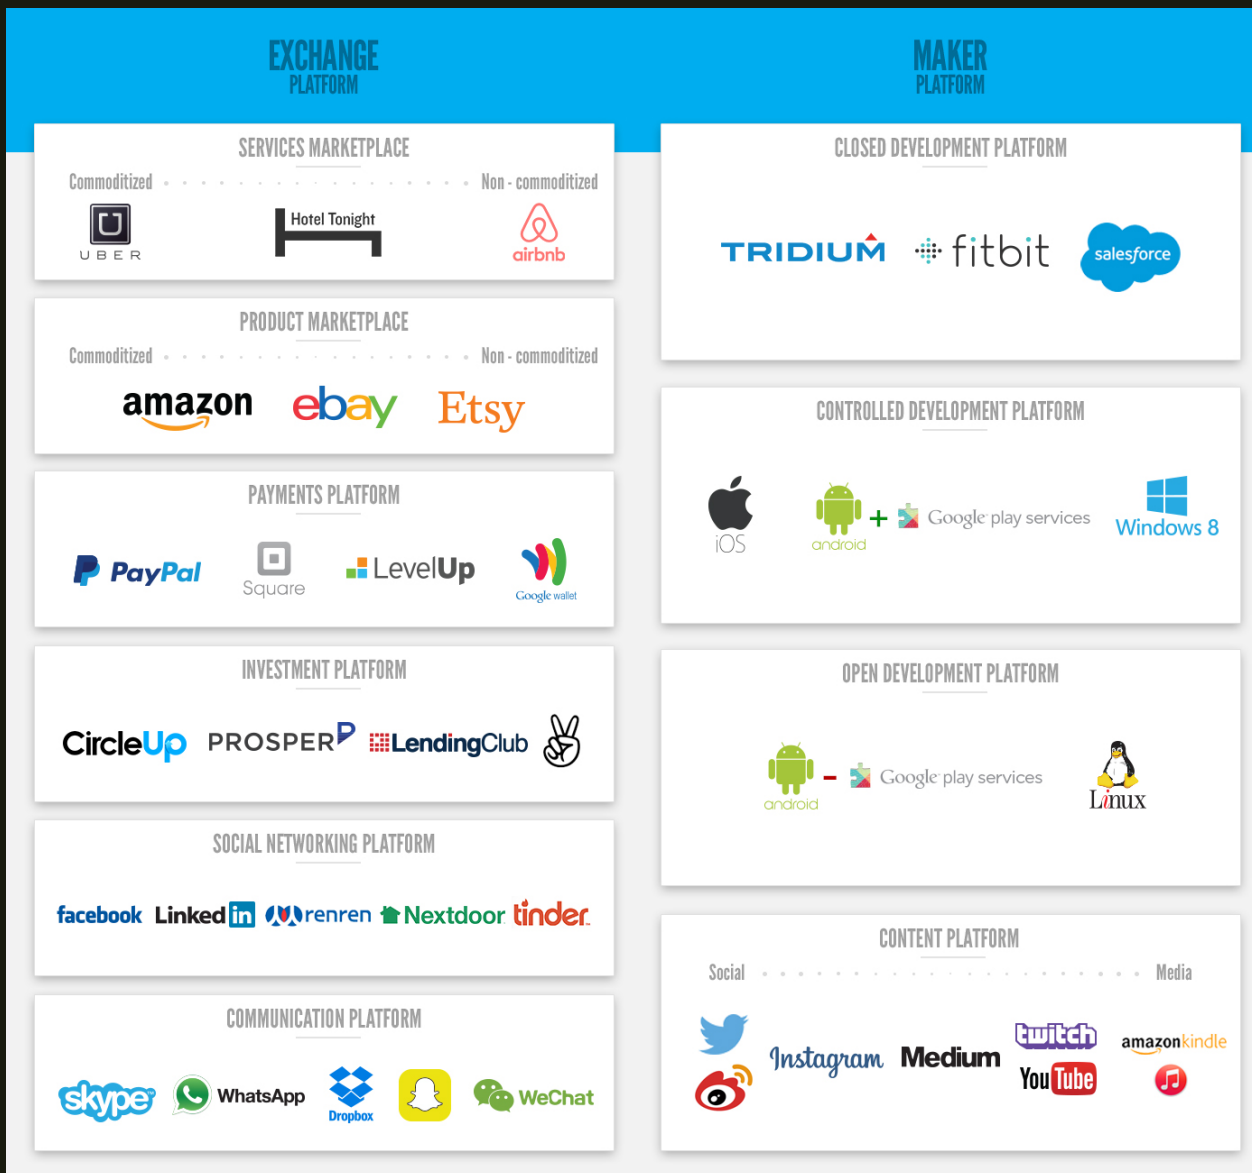 EXCHANGE
PLATFORM
SERVICES MARKETPLACE
Commoditized Non - commoditized
UBER
Hotel Tonight
airbnb
PRODUCT MARKETPLACE
Commoditized Non - commoditized
amazon ebay Etsy
PAYMENTS PLATFORM
PayPal
Square
LevelUp
Google wallet
INVESTMENT PLATFORM
CircleUp PROSPER LendingClub
SOCIAL NETWORKING PLATFORM
facebook Linked in renren Nextdoor tinder
COMMUNICATION PLATFORM
skype WhatsApp
Dropbox
WeChat
MAKER
PLATFORM
CLOSED DEVELOPMENT PLATFORM
TRIDIUM fitbit salesforce
CONTROLLED DEVELOPMENT PLATFORM
iOS
android + Google play services
Windows 8
OPEN DEVELOPMENT PLATFORM
android - Google play services
Linux
CONTENT PLATFORM
Social Media
Instagram
Medium
twitch
YouTube
amazonkindle